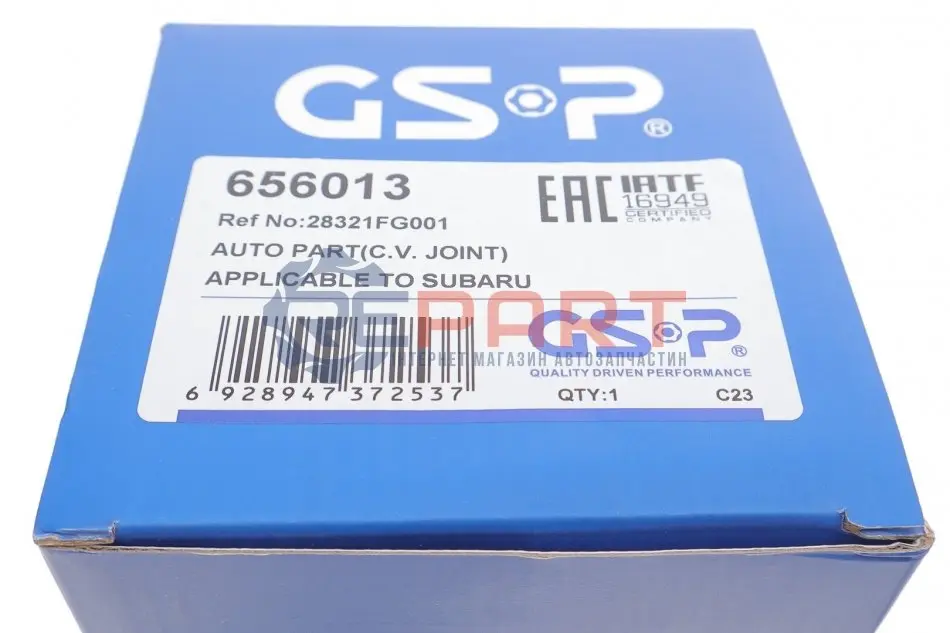 GSP®
656013
Ref No:28321FG001
AUTO PART(C.V. JOINT)
APPLICABLE TO SUBARU
EAC
IATF
16949
CERTIFIED
COMPANY
DEPART
ІНТЕРНЕТ МАГАЗИН АВТОЗАПЧАСТИН
GSP®
QUALITY DRIVEN PERFORMANCE
6 928947 372537
QTY:1 C23